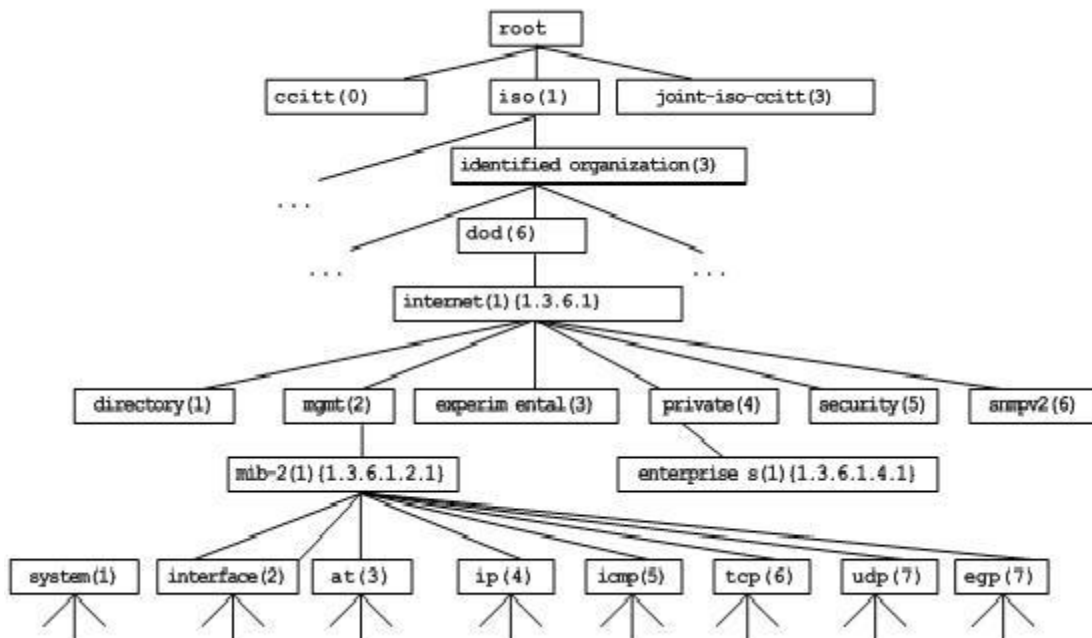 root
ccitt(0) iso(1) joint-iso-ccitt(3)
identified organization(3)
...
dod(6)
... ...
internet(1){1.3.6.1}
directory(1) mgmt(2) experim ental(3) private(4) security(5) snmpv2(6)
mib-2(1){1.3.6.1.2.1} enterprise s(1){1.3.6.1.4.1}
system(1) interface(2) at(3) ip(4) icmp(5) tcp(6) udp(7) egp(7)